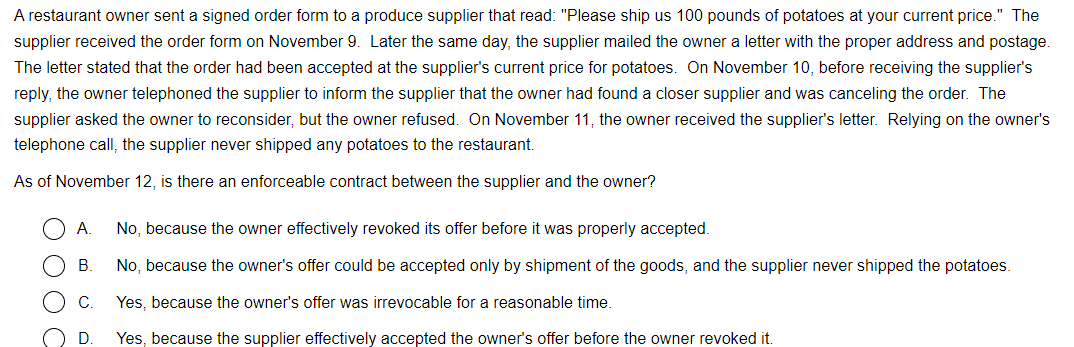 A restaurant owner sent a signed order form to a produce supplier that read: "Please ship us 100 pounds of potatoes at your current price." The
supplier received the order form on November 9. Later the same day, the supplier mailed the owner a letter with the proper address and postage.
The letter stated that the order had been accepted at the supplier's current price for potatoes. On November 10, before receiving the supplier's
reply, the owner telephoned the supplier to inform the supplier that the owner had found a closer supplier and was canceling the order. The
supplier asked the owner to reconsider, but the owner refused. On November 11, the owner received the supplier's letter. Relying on the owner's
telephone call, the supplier never shipped any potatoes to the restaurant.
As of November 12, is there an enforceable contract between the supplier and the owner?
A. No, because the owner effectively revoked its offer before it was properly accepted.
B. No, because the owner's offer could be accepted only by shipment of the goods, and the supplier never shipped the potatoes.
C. Yes, because the owner's offer was irrevocable for a reasonable time.
D. Yes, because the supplier effectively accepted the owner's offer before the owner revoked it.